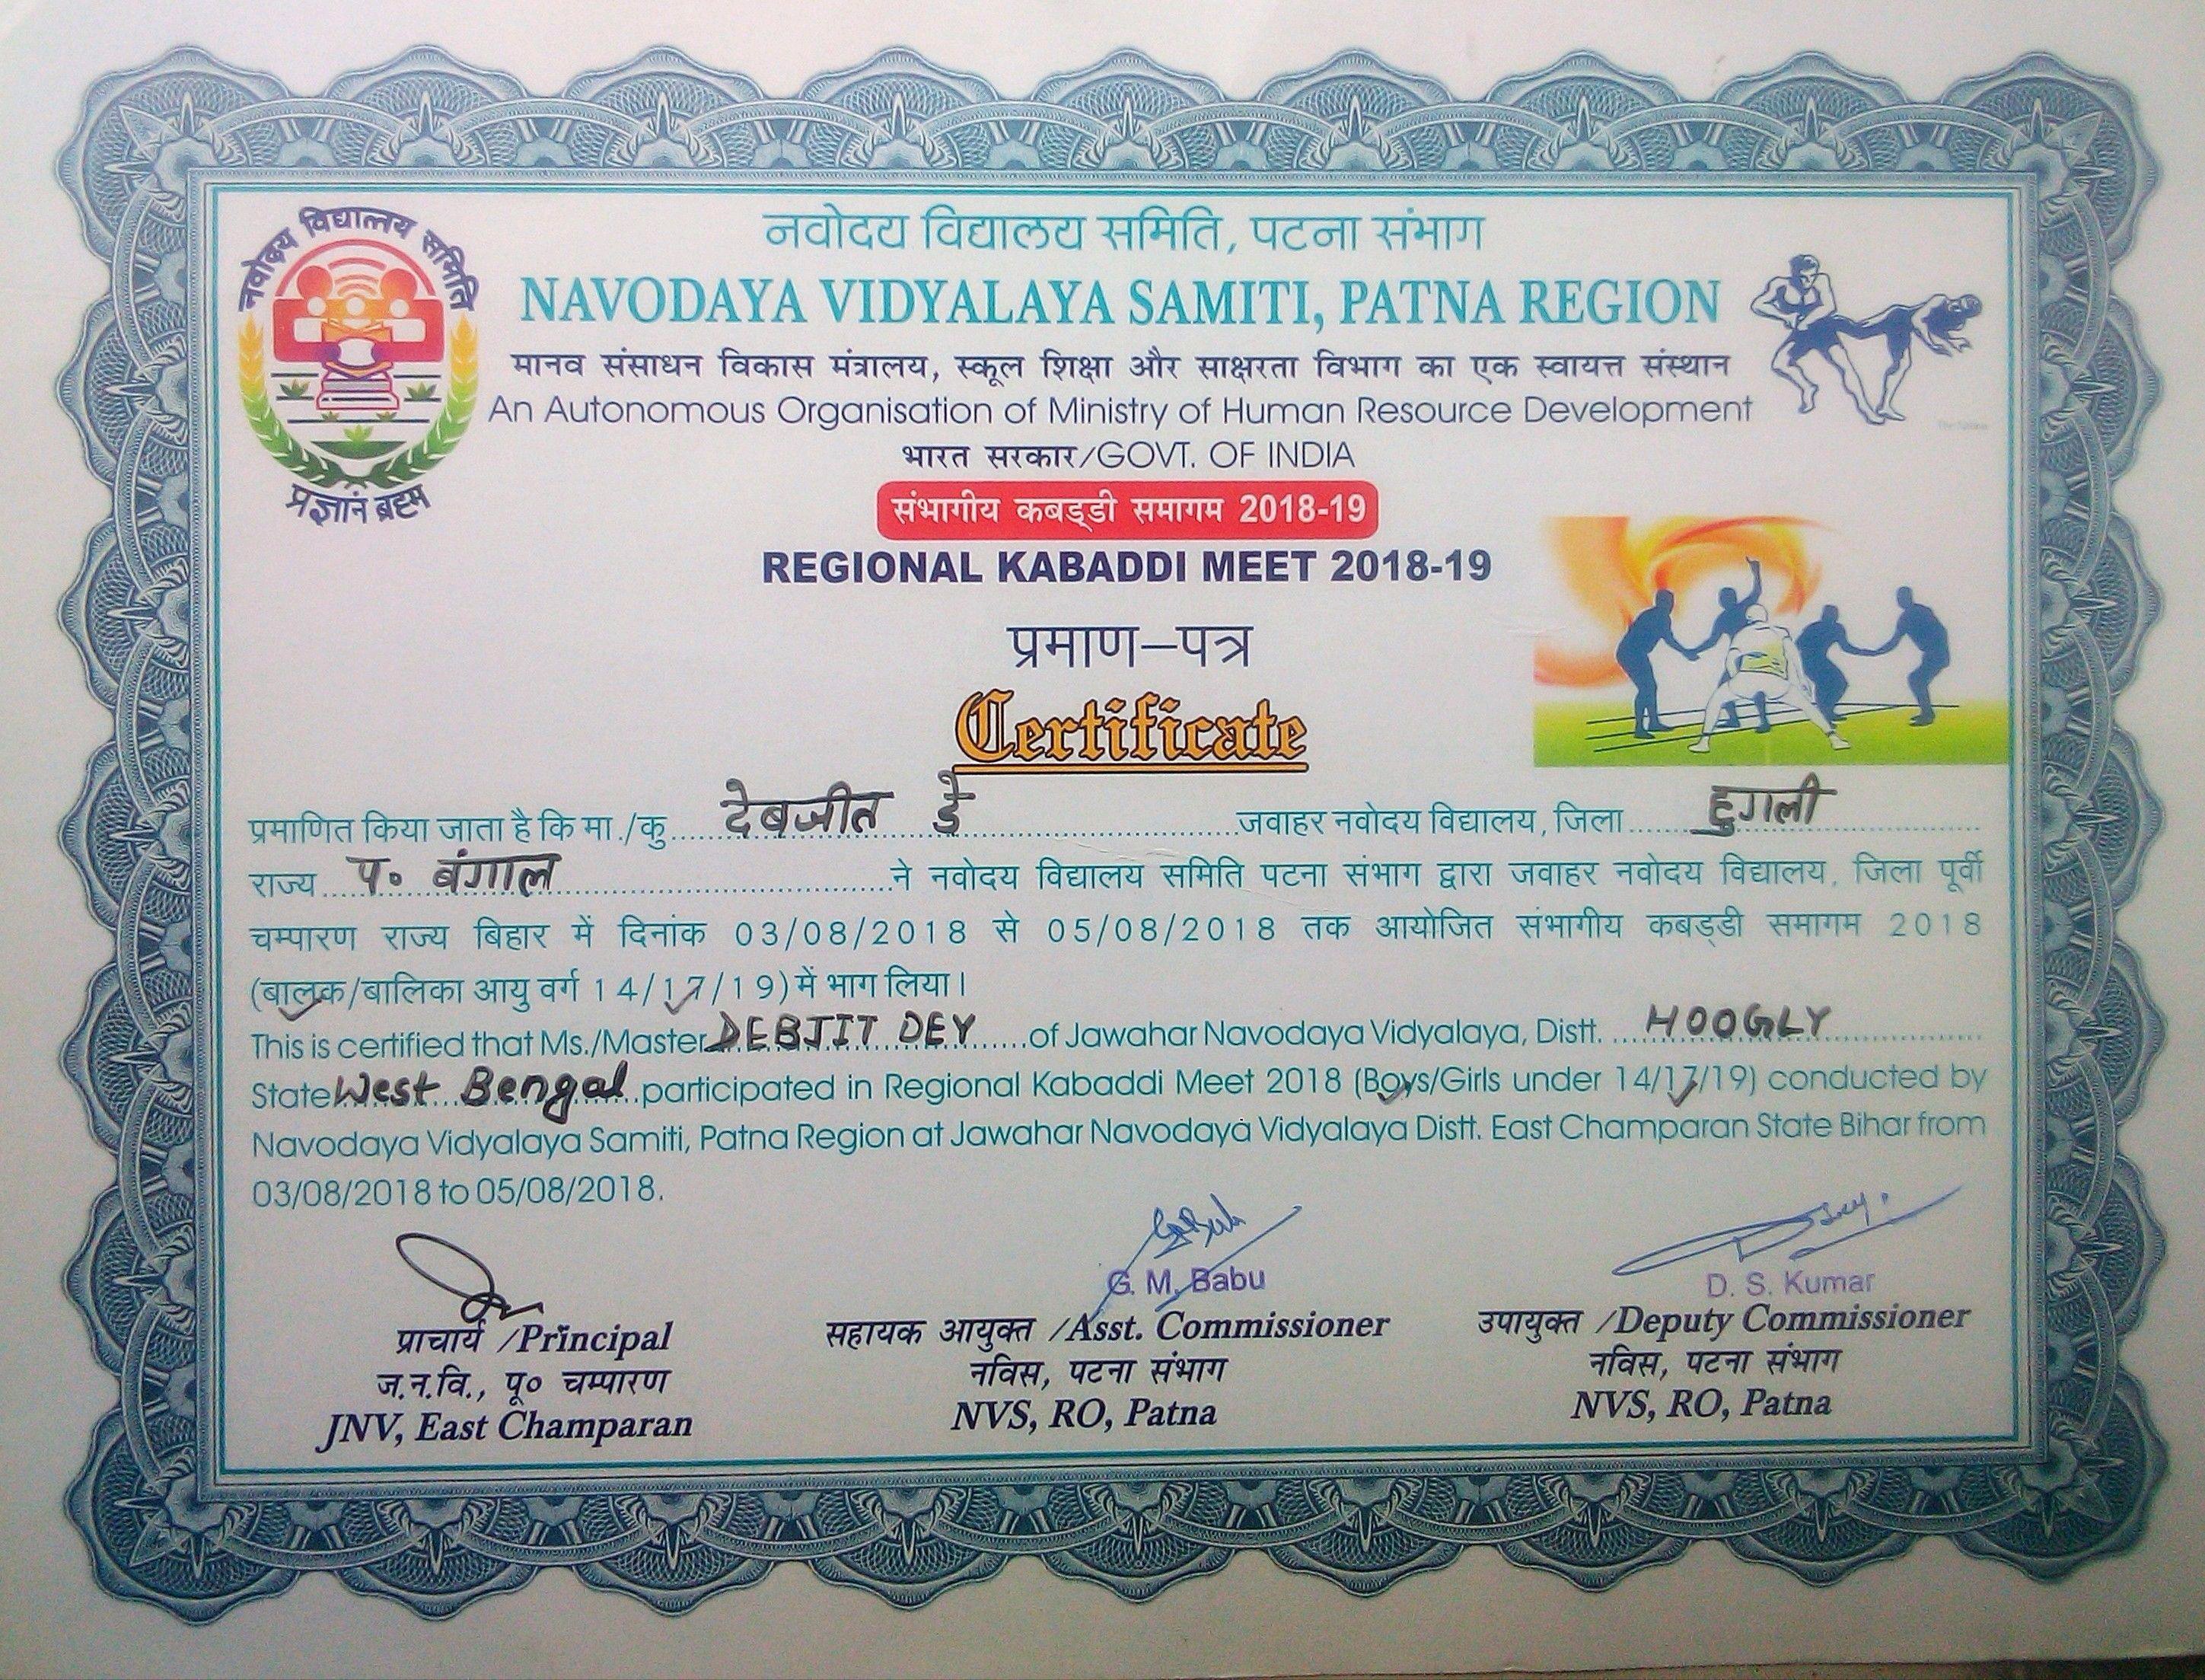 नवोदय विद्यालय समिति
प्रज्ञानं ब्रह्म
नवोदय विद्यालय समिति, पटना संभाग
NAVODAYA VIDYALAYA SAMITI, PATNA REGION
मानव संसाधन विकास मंत्रालय, स्कूल शिक्षा और साक्षरता विभाग का एक स्वायत्त संस्थान
An Autonomous Organisation of Ministry of Human Resource Development
भारत सरकार/GOVT. OF INDIA
संभागीय कबड्डी समागम 2018-19
REGIONAL KABADDI MEET 2018-19
प्रमाण–पत्र
Certificate
प्रमाणित किया जाता है कि मा./कु. देबजीत डे जवाहर नवोदय विद्यालय, जिला हुगली
राज्य प० बंगाल ने नवोदय विद्यालय समिति पटना संभाग द्वारा जवाहर नवोदय विद्यालय, जिला पूर्वी
चम्पारण राज्य बिहार में दिनांक 03/08/2018 से 05/08/2018 तक आयोजित संभागीय कबड्डी समागम 2018
(बालक/बालिका आयु वर्ग 14/17/19) में भाग लिया।
This is certified that Ms./Master DEBJIT DEY of Jawahar Navodaya Vidyalaya, Distt. HOOGLY
State West Bengal participated in Regional Kabaddi Meet 2018 (Boys/Girls under 14/17/19) conducted by
Navodaya Vidyalaya Samiti, Patna Region at Jawahar Navodaya Vidyalaya Distt. East Champaran State Bihar from
03/08/2018 to 05/08/2018.
G. M. Babu
D. S. Kumar
प्राचार्य /Principal
सहायक आयुक्त /Asst. Commissioner
उपायुक्त /Deputy Commissioner
ज.न.वि., पू० चम्पारण
नविस, पटना संभाग
नविस, पटना संभाग
JNV, East Champaran
NVS, RO, Patna
NVS, RO, Patna